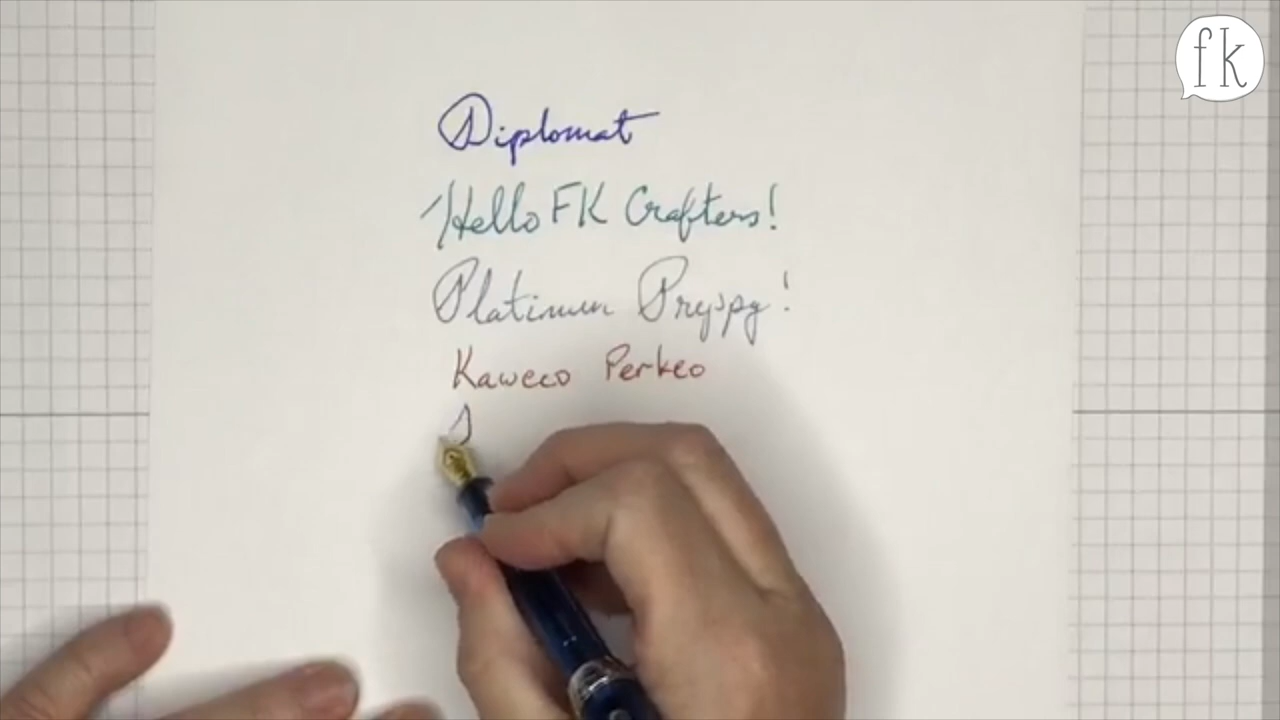 fk
Diplomat
Hello FK Crafters!
Platinum Preppy!
Kaweco Perkeo